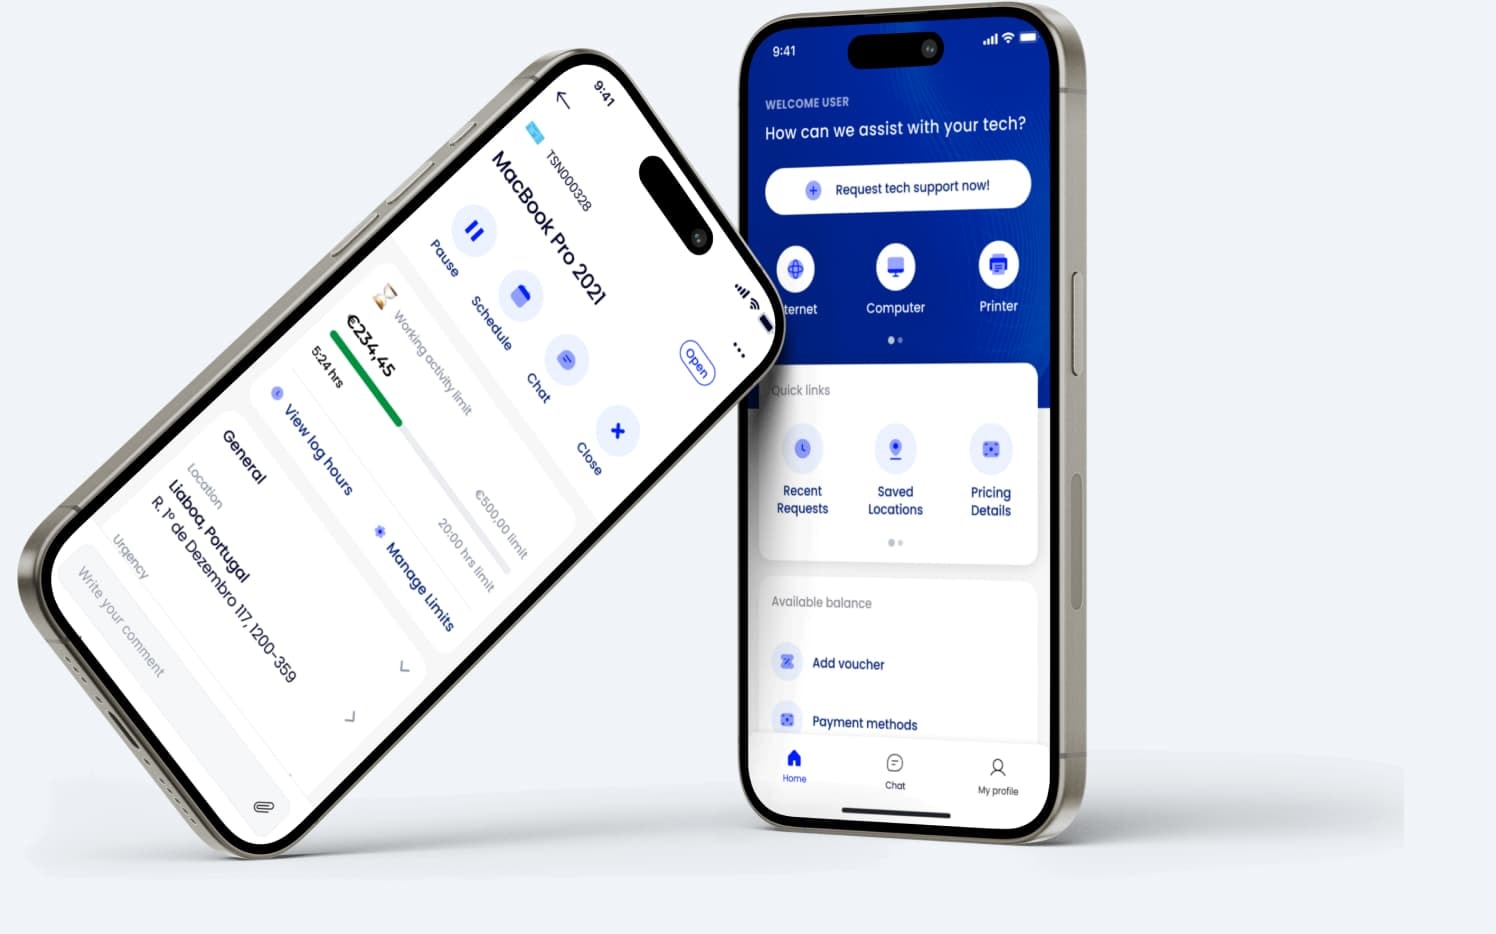 9:41
TSN000328
MacBook Pro 2021
Open
Pause
Schedule
Chat
Close
Working activity limit
€234,45
5:24 hrs
€500,00 limit
20:00 hrs limit
View log hours
Manage Limits
General
Location
Liaboa, Portugal
R. 1º de Dezembro 117, 1200-359
Urgency
Write your comment
9:41
WELCOME USER
How can we assist with your tech?
Request tech support now!
ternet
Computer
Printer
Quick links
Recent Requests
Saved Locations
Pricing Details
Available balance
Add voucher
Payment methods
Home
Chat
My profile